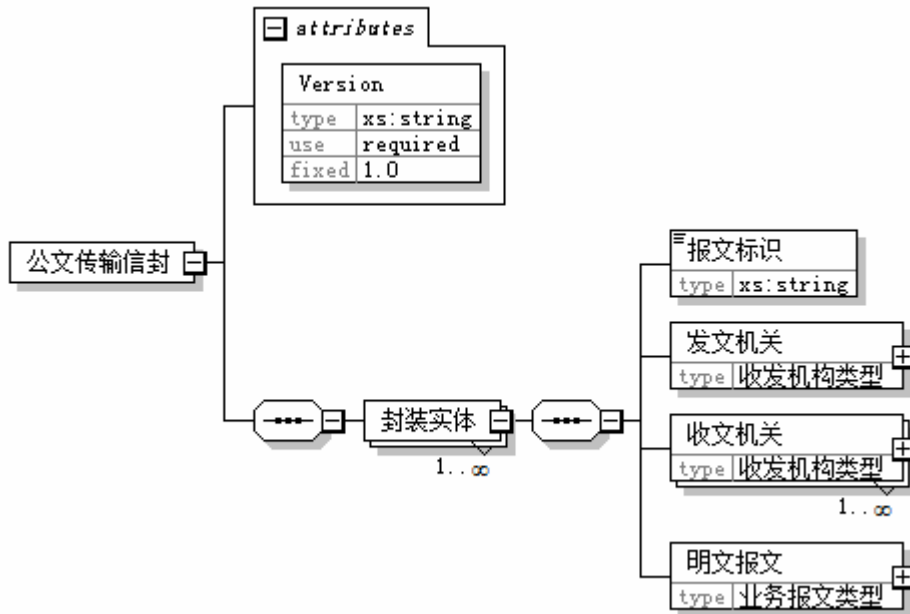 attributes
Version
type xs:string
use required
fixed 1.0
公文传输信封
报文标识
type xs:string
发文机关
type 收发机构类型
封装实体
1..∞
收文机关
type 收发机构类型
1..∞
明文报文
type 业务报文类型